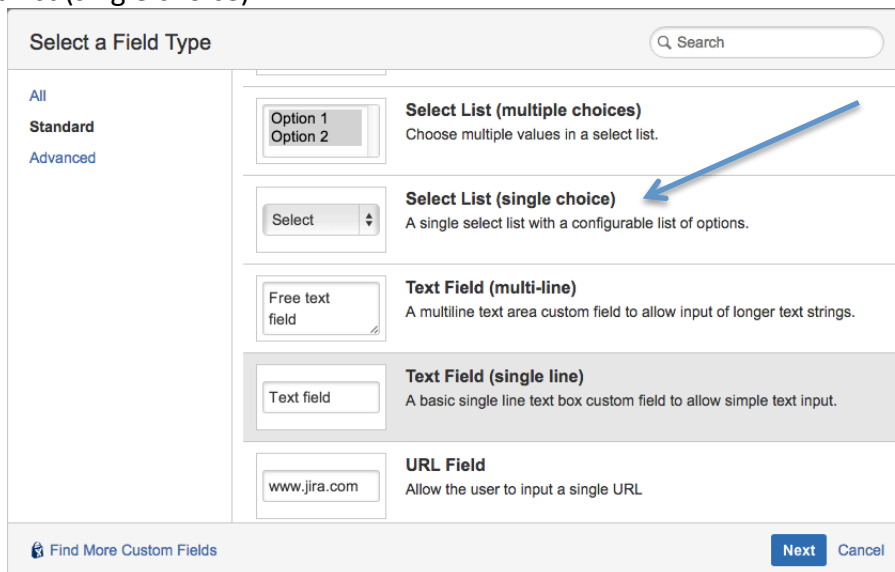 Select a Field Type
Search
All
Standard
Advanced
Option 1
Option 2
Select List (multiple choices)
Choose multiple values in a select list.
Select
Select List (single choice)
A single select list with a configurable list of options.
Free text
field
Text Field (multi-line)
A multiline text area custom field to allow input of longer text strings.
Text field
Text Field (single line)
A basic single line text box custom field to allow simple text input.
www.jira.com
URL Field
Allow the user to input a single URL
Find More Custom Fields
Next
Cancel